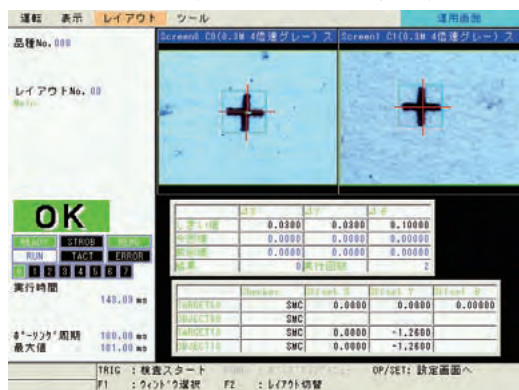 運転 表示 レイアウト ツール 運用画面
品種No. 000
Screen0 C0(0.3M 4倍速グレー) ス
Screen1 C1(0.3M 4倍速グレー) ス
レイアウトNo. 00
Main
OK
READY STROB
RUN TACT ERROR
0 1 2 3 4 5 6 7
実行時間
143.03 ms
ﾎﾟｰﾘﾝｸﾞ周期 100.00 ms
最大値 101.00 ms
しきい値 0.0300 0.0300 0.10000
0.0000 0.0000 0.00000
0.0000 0.0000 0.00000
結果 0 実行回数 2
Checker Offset X Offset Y Offset θ
TARGET1@ SMC 0.0000 0.0000 0.00000
OBJECT1@ SMC
SMC 0.0000 -1.2600
SMC 0.0000 -1.2600
TRIG : 検査スタート OP/SET: 設定画面へ
F1 : ｳｨﾝﾄﾞｳ選択 F2 : ﾚｲｱｳﾄ切替